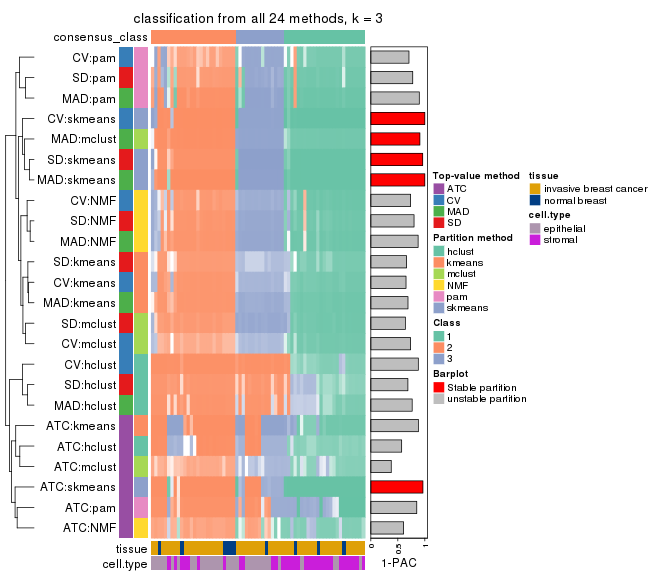 classification from all 24 methods, k = 3
consensus_class
CV:pam
SD:pam
MAD:pam
CV:skmeans
MAD:mclust
SD:skmeans
MAD:skmeans
CV:NMF
SD:NMF
MAD:NMF
SD:kmeans
CV:kmeans
MAD:kmeans
SD:mclust
CV:mclust
CV:hclust
SD:hclust
MAD:hclust
ATC:kmeans
ATC:hclust
ATC:mclust
ATC:skmeans
ATC:pam
ATC:NMF
tissue
cell.type
0
0.5
1
1-PAC
Top-value method
ATC
CV
MAD
SD
Partition method
hclust
kmeans
mclust
NMF
pam
skmeans
Class
1
2
3
Barplot
Stable partition
unstable partition
tissue
invasive breast cancer
normal breast
cell.type
epithelial
stromal